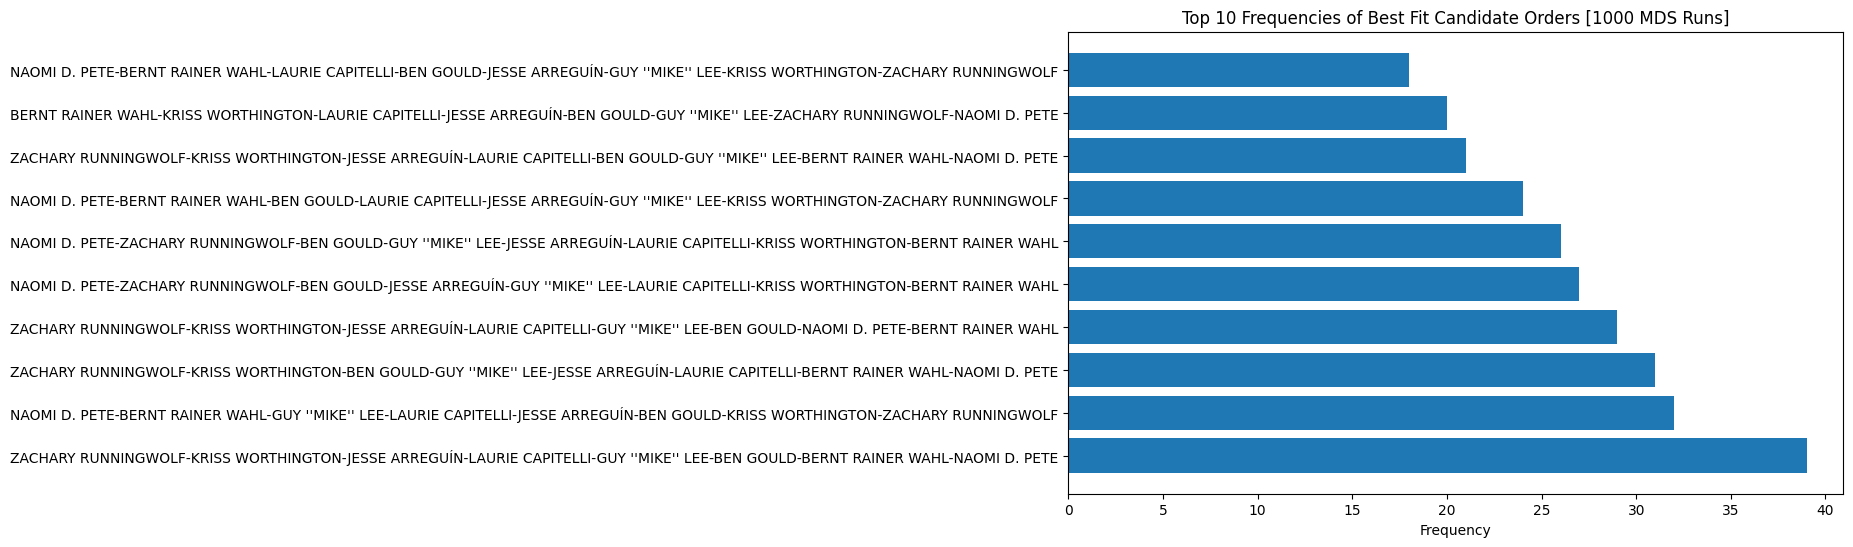 Top 10 Frequencies of Best Fit Candidate Orders [1000 MDS Runs]
NAOMI D. PETE-BERNT RAINER WAHL-LAURIE CAPITELLI-BEN GOULD-JESSE ARREGUÍN-GUY ''MIKE'' LEE-KRISS WORTHINGTON-ZACHARY RUNNINGWOLF
BERNT RAINER WAHL-KRISS WORTHINGTON-LAURIE CAPITELLI-JESSE ARREGUÍN-BEN GOULD-GUY ''MIKE'' LEE-ZACHARY RUNNINGWOLF-NAOMI D. PETE
ZACHARY RUNNINGWOLF-KRISS WORTHINGTON-JESSE ARREGUÍN-LAURIE CAPITELLI-BEN GOULD-GUY ''MIKE'' LEE-BERNT RAINER WAHL-NAOMI D. PETE
NAOMI D. PETE-BERNT RAINER WAHL-BEN GOULD-LAURIE CAPITELLI-JESSE ARREGUÍN-GUY ''MIKE'' LEE-KRISS WORTHINGTON-ZACHARY RUNNINGWOLF
NAOMI D. PETE-ZACHARY RUNNINGWOLF-BEN GOULD-GUY ''MIKE'' LEE-JESSE ARREGUÍN-LAURIE CAPITELLI-KRISS WORTHINGTON-BERNT RAINER WAHL
NAOMI D. PETE-ZACHARY RUNNINGWOLF-BEN GOULD-JESSE ARREGUÍN-GUY ''MIKE'' LEE-LAURIE CAPITELLI-KRISS WORTHINGTON-BERNT RAINER WAHL
ZACHARY RUNNINGWOLF-KRISS WORTHINGTON-JESSE ARREGUÍN-LAURIE CAPITELLI-GUY ''MIKE'' LEE-BEN GOULD-NAOMI D. PETE-BERNT RAINER WAHL
ZACHARY RUNNINGWOLF-KRISS WORTHINGTON-BEN GOULD-GUY ''MIKE'' LEE-JESSE ARREGUÍN-LAURIE CAPITELLI-BERNT RAINER WAHL-NAOMI D. PETE
NAOMI D. PETE-BERNT RAINER WAHL-GUY ''MIKE'' LEE-LAURIE CAPITELLI-JESSE ARREGUÍN-BEN GOULD-KRISS WORTHINGTON-ZACHARY RUNNINGWOLF
ZACHARY RUNNINGWOLF-KRISS WORTHINGTON-JESSE ARREGUÍN-LAURIE CAPITELLI-GUY ''MIKE'' LEE-BEN GOULD-BERNT RAINER WAHL-NAOMI D. PETE
0 5 10 15 20 25 30 35 40
Frequency